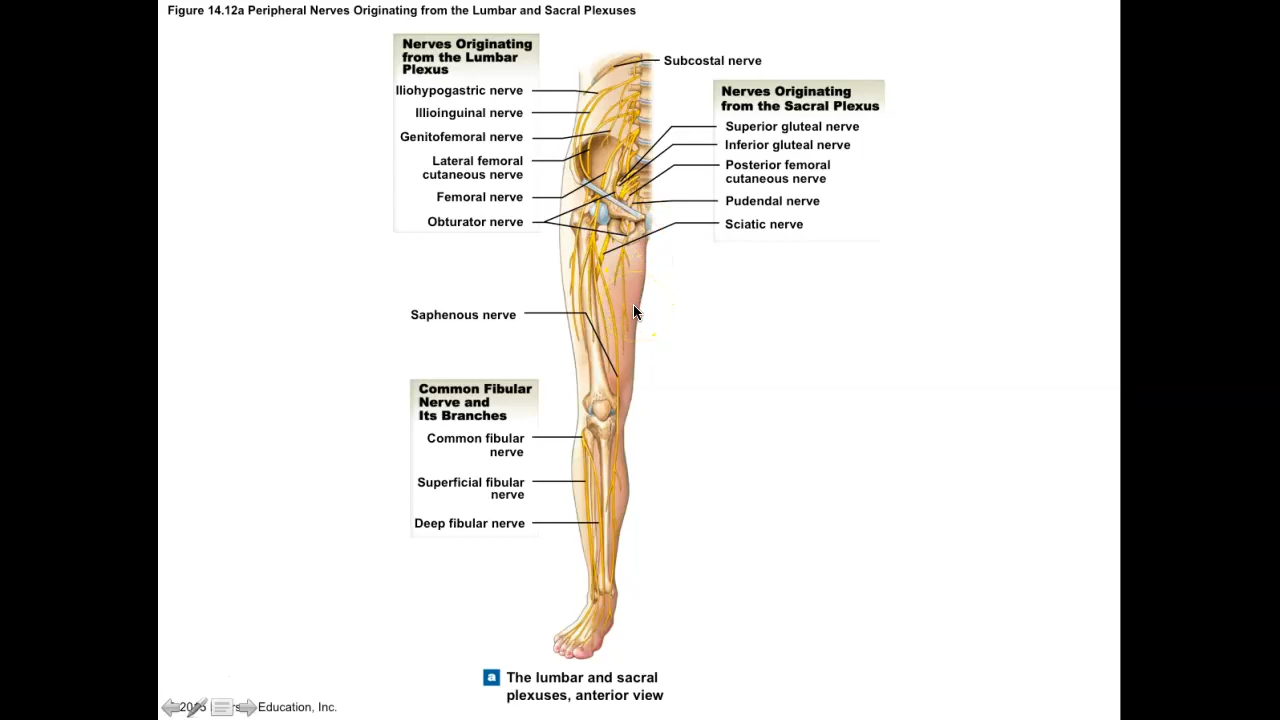 Figure 14.12a Peripheral Nerves Originating from the Lumbar and Sacral Plexuses
Nerves Originating
from the Lumbar
Plexus
Iliohypogastric nerve
Illioinguinal nerve
Genitofemoral nerve
Lateral femoral
cutaneous nerve
Femoral nerve
Obturator nerve
Subcostal nerve
Nerves Originating
from the Sacral Plexus
Superior gluteal nerve
Inferior gluteal nerve
Posterior femoral
cutaneous nerve
Pudendal nerve
Sciatic nerve
Saphenous nerve
Common Fibular
Nerve and
Its Branches
Common fibular
nerve
Superficial fibular
nerve
Deep fibular nerve
a The lumbar and sacral
plexuses, anterior view
Education, Inc.